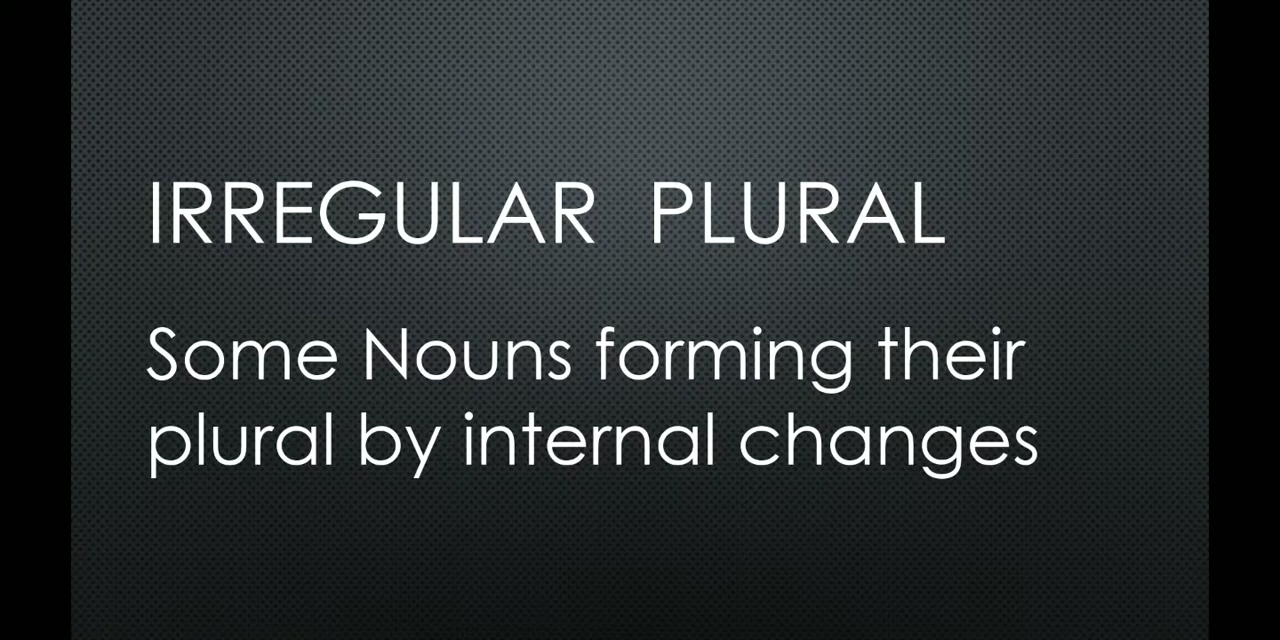 IRREGULAR PLURAL
Some Nouns forming their
plural by internal changes